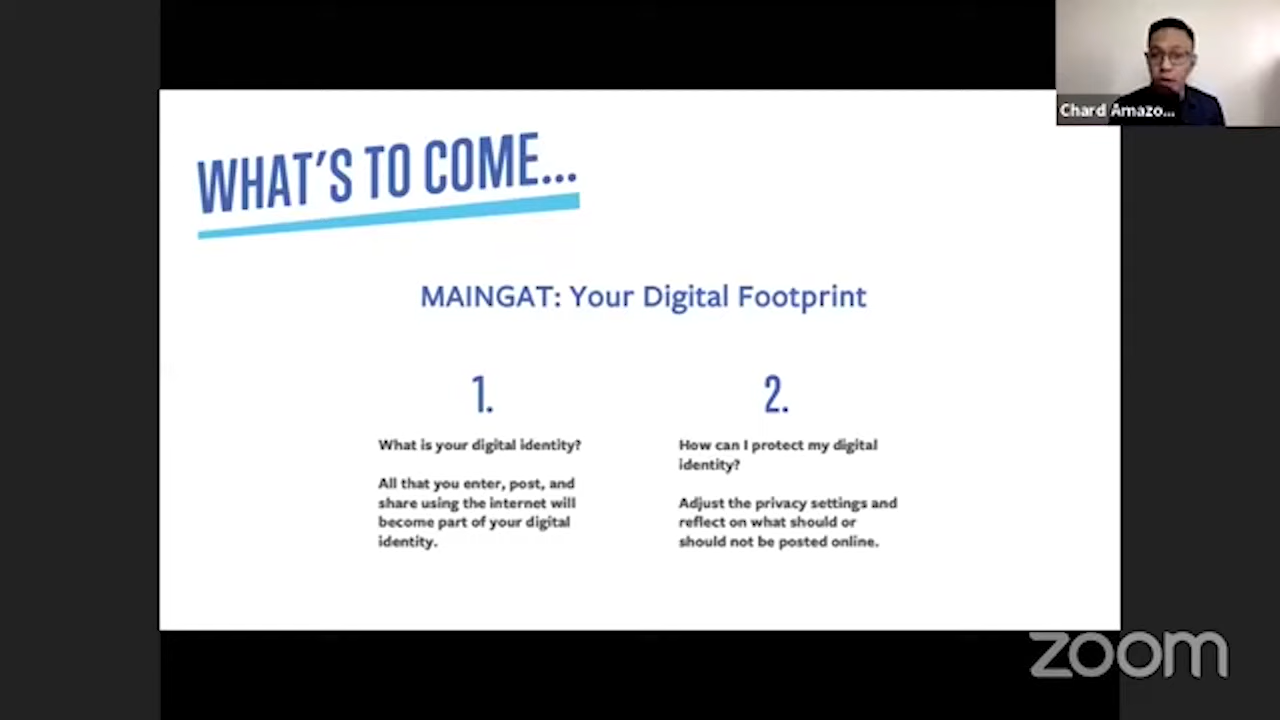 Chard Amazo...
WHAT'S TO COME...
MAINGAT: Your Digital Footprint
1.
What is your digital identity?
All that you enter, post, and
share using the internet will
become part of your digital
identity.
2.
How can I protect my digital
identity?
Adjust the privacy settings and
reflect on what should or
should not be posted online.
zoom